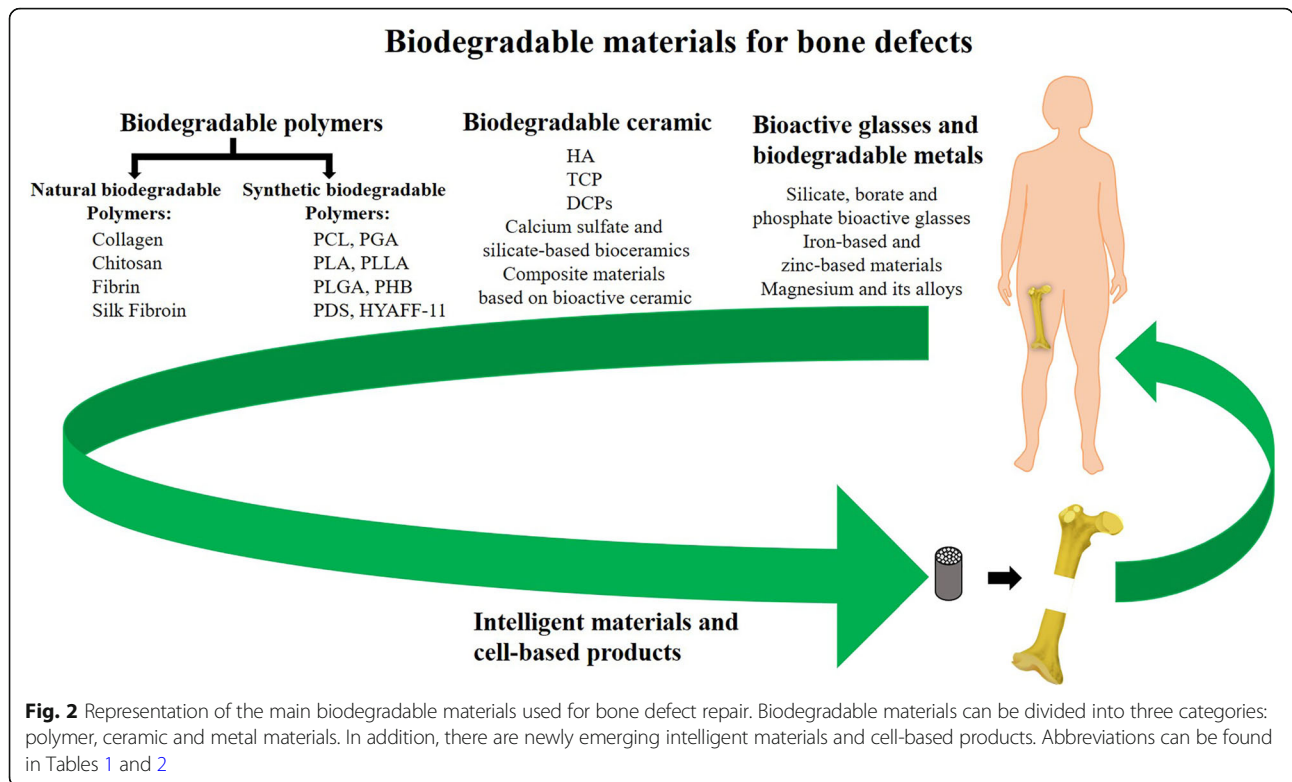 Biodegradable materials for bone defects
Biodegradable polymers
Natural biodegradable
Polymers:
Collagen
Chitosan
Fibrin
Silk Fibroin
Synthetic biodegradable
Polymers:
PCL, PGA
PLA, PLLA
PLGA, PHB
PDS, HYAFF-11
Biodegradable ceramic
HA
TCP
DCPs
Calcium sulfate and
silicate-based bioceramics
Composite materials
based on bioactive ceramic
Bioactive glasses and
biodegradable metals
Silicate, borate and
phosphate bioactive glasses
Iron-based and
zinc-based materials
Magnesium and its alloys
Intelligent materials and
cell-based products
Fig. 2 Representation of the main biodegradable materials used for bone defect repair. Biodegradable materials can be divided into three categories:
polymer, ceramic and metal materials. In addition, there are newly emerging intelligent materials and cell-based products. Abbreviations can be found
in Tables 1 and 2